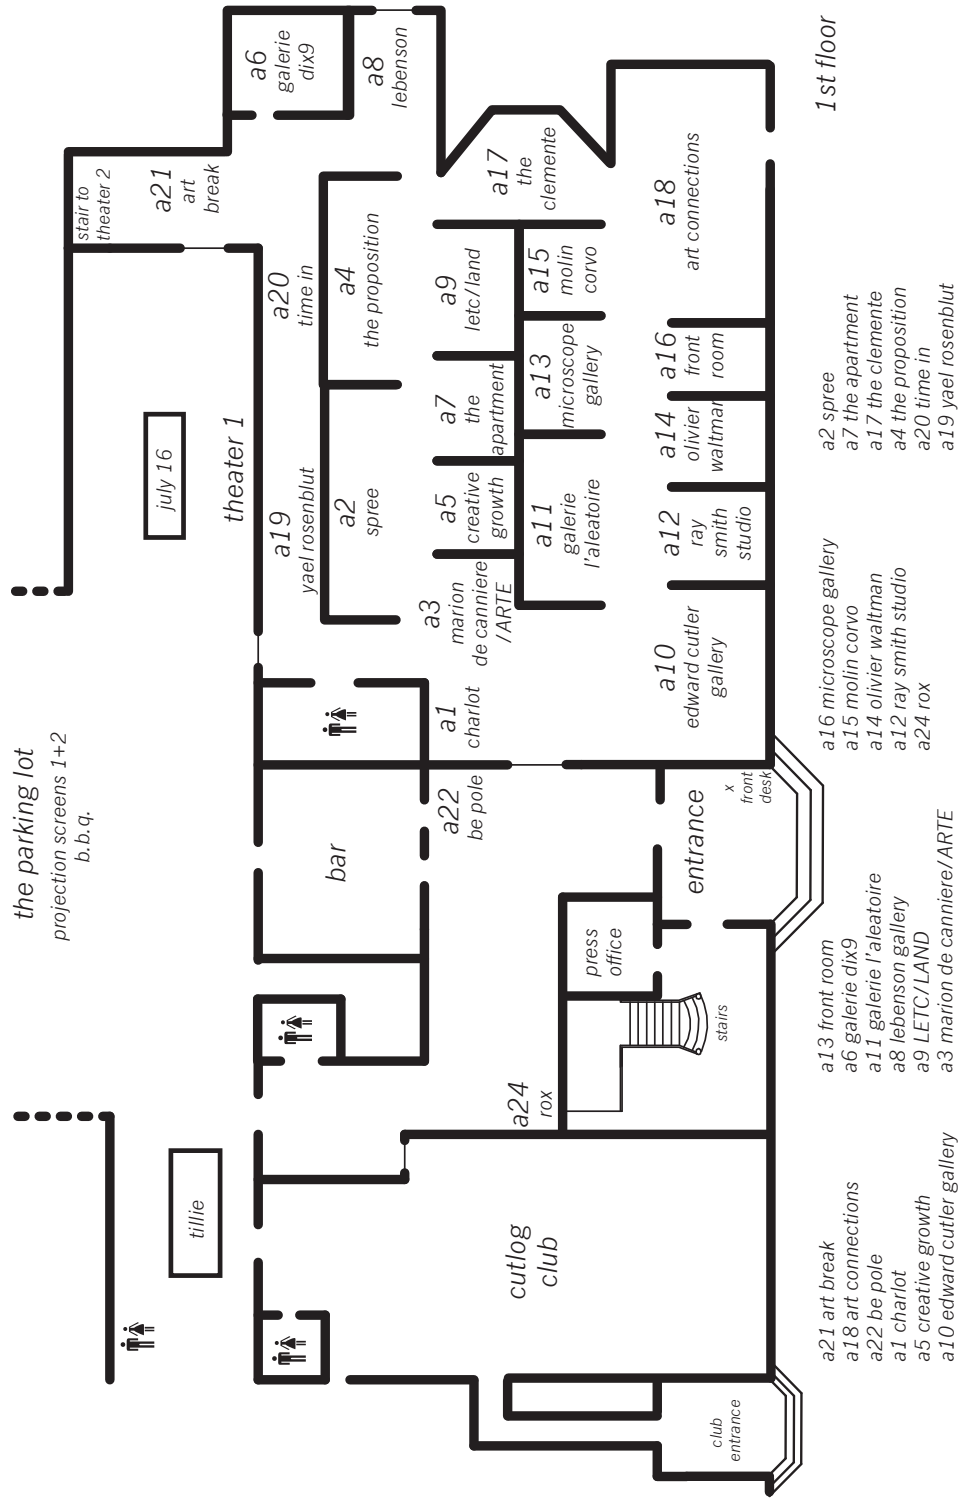 the parking lot
projection screens 1+2
b.b.q.
tillie
july 16
theater 1
stair to
theater 2
a21
art
break
a6
galerie
dix9
a8
lebenson
a19
yael rosenblut
a20
time in
a2
spree
a4
the proposition
bar
a22
be pole
a1
charlot
a3
marion
de canniere
/ARTE
a5
creative
growth
a7
the
apartment
a9
letc/land
a17
the
clemente
a11
galerie
l'aleatoire
a13
microscope
gallery
a15
molin
corvo
cutlog
club
a24
rox
press
office
stairs
entrance
x
front
desk
a10
edward cutler
gallery
a12
ray
smith
studio
a14
olivier
waltman
a16
front
room
a18
art connections
club
entrance
1st floor
a21 art break
a18 art connections
a22 be pole
a1 charlot
a5 creative growth
a10 edward cutler gallery
a13 front room
a6 galerie dix9
a11 galerie l'aleatoire
a8 lebenson gallery
a9 LETC/LAND
a3 marion de canniere/ARTE
a16 microscope gallery
a15 molin corvo
a14 olivier waltman
a12 ray smith studio
a24 rox
a2 spree
a7 the apartment
a17 the clemente
a4 the proposition
a20 time in
a19 yael rosenblut